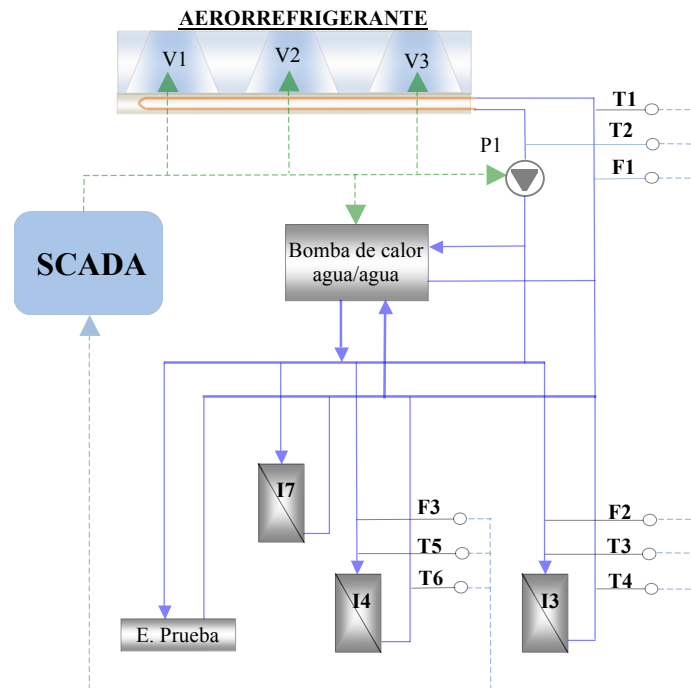 AERORREFRIGERANTE
V1
V2
V3
T1
T2
P1
F1
SCADA
Bomba de calor
agua/agua
I7
F3
F2
T5
T3
T6
T4
I4
I3
E. Prueba